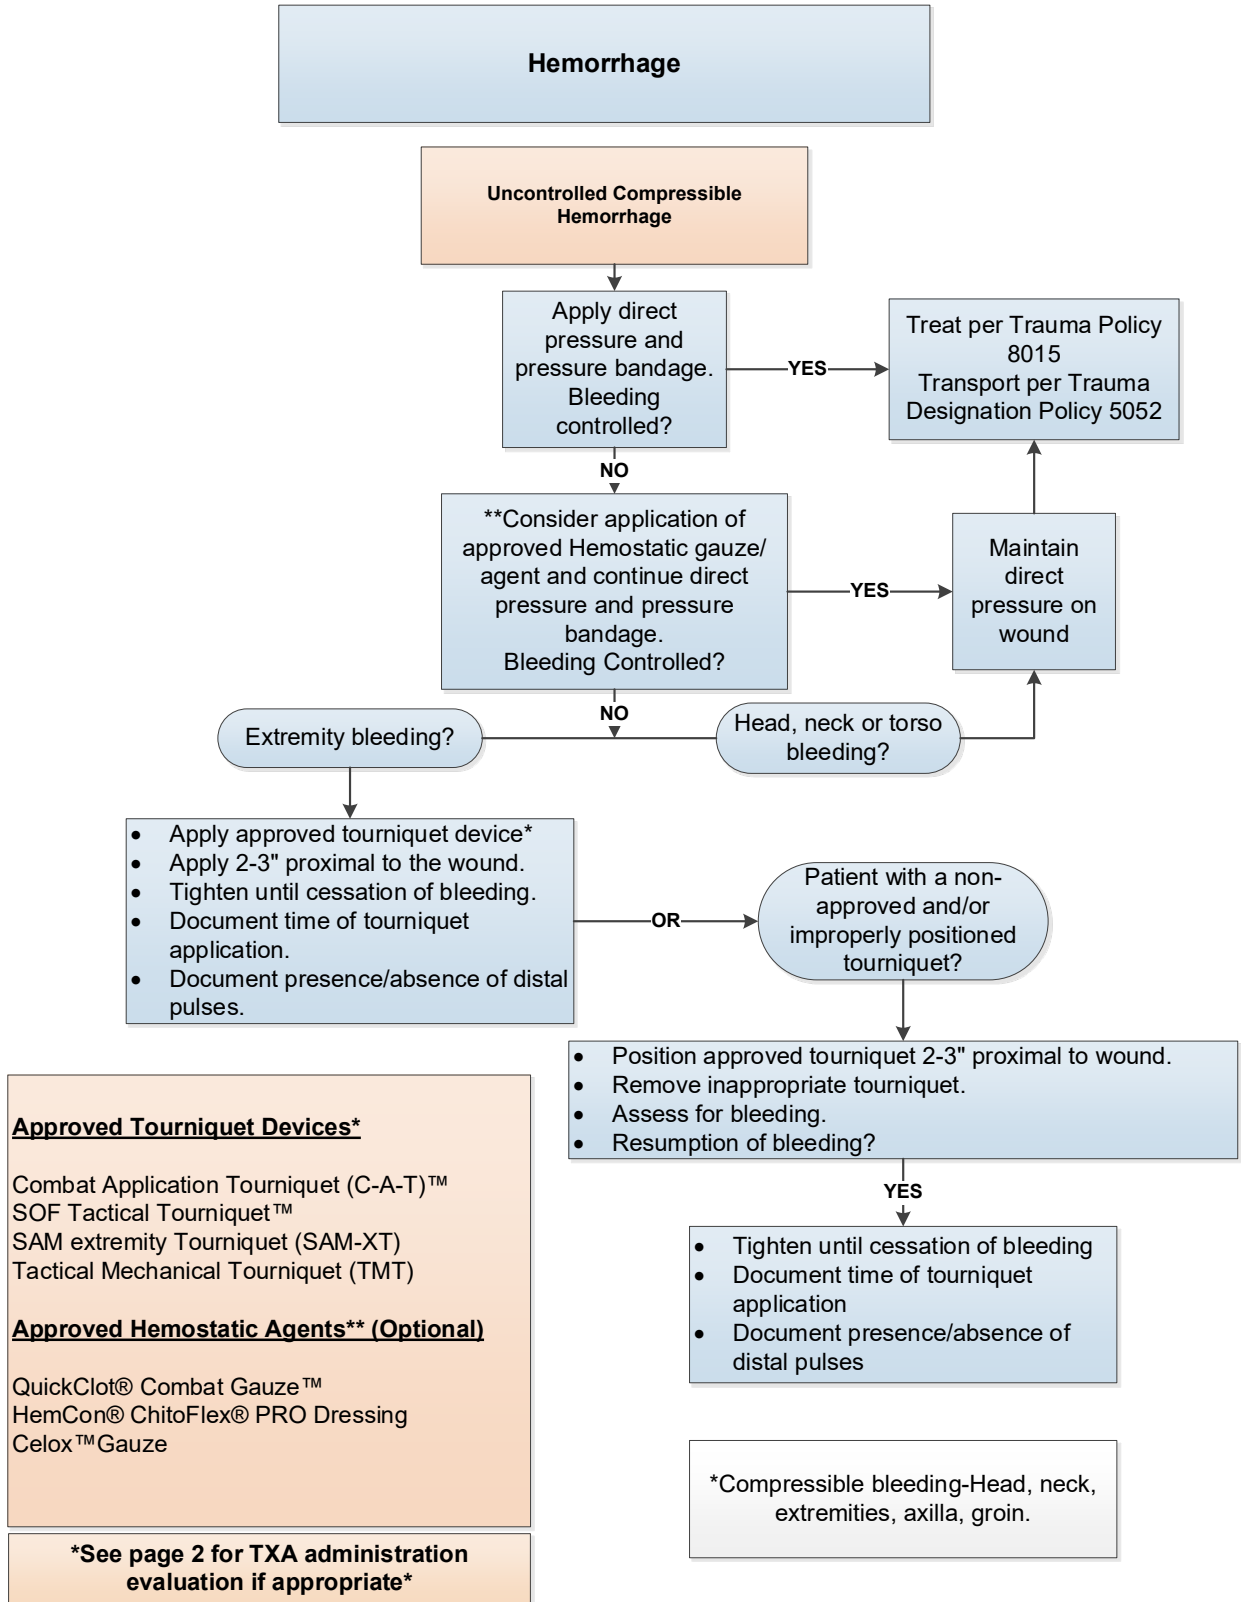 Hemorrhage
Uncontrolled Compressible
Hemorrhage
Apply direct
pressure and
pressure bandage.
Bleeding
controlled?
YES
Treat per Trauma Policy
8015
Transport per Trauma
Designation Policy 5052
NO
**Consider application of
approved Hemostatic gauze/
agent and continue direct
pressure and pressure
bandage.
Bleeding Controlled?
YES
Maintain
direct
pressure on
wound
NO
Extremity bleeding?
Head, neck or torso
bleeding?
• Apply approved tourniquet device*
• Apply 2-3" proximal to the wound.
• Tighten until cessation of bleeding.
• Document time of tourniquet
application.
• Document presence/absence of distal
pulses.
OR
Patient with a non-
approved and/or
improperly positioned
tourniquet?
• Position approved tourniquet 2-3" proximal to wound.
• Remove inappropriate tourniquet.
• Assess for bleeding.
• Resumption of bleeding?
YES
• Tighten until cessation of bleeding
• Document time of tourniquet
application
• Document presence/absence of
distal pulses
Approved Tourniquet Devices*
Combat Application Tourniquet (C-A-T)™
SOF Tactical Tourniquet™
SAM extremity Tourniquet (SAM-XT)
Tactical Mechanical Tourniquet (TMT)
Approved Hemostatic Agents** (Optional)
QuickClot® Combat Gauze™
HemCon® ChitoFlex® PRO Dressing
Celox™Gauze
*See page 2 for TXA administration
evaluation if appropriate*
*Compressible bleeding-Head, neck,
extremities, axilla, groin.